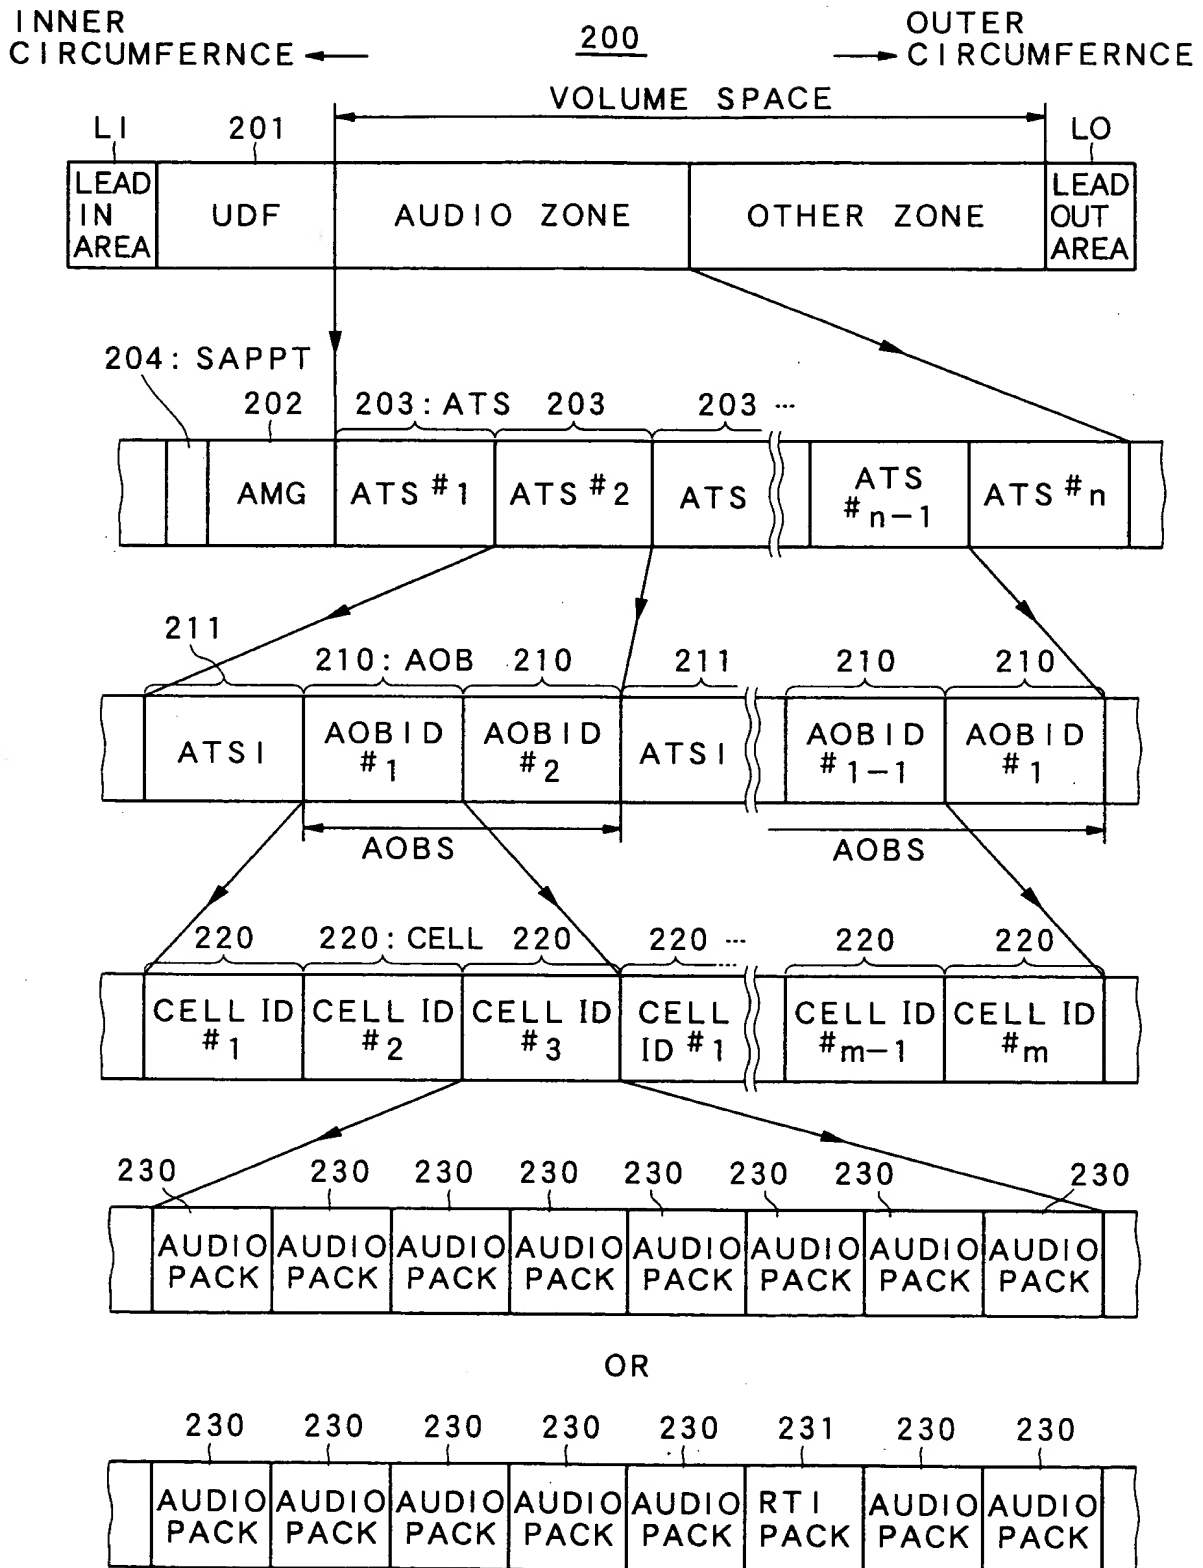 INNER
CIRCUMFERNCE
200
OUTER
CIRCUMFERNCE
VOLUME SPACE
LI 201 LO
LEAD IN AREA
UDF
AUDIO ZONE
OTHER ZONE
LEAD OUT AREA
204: SAPPT
202 203: ATS 203 203 ...
AMG
ATS #1
ATS #2
ATS
ATS #n-1
ATS #n
211 210: AOB 210 211 210 210
ATSI
AOBID #1
AOBID #2
ATSI
AOBID #1-1
AOBID #1
AOBS AOBS
220 220: CELL 220 220 ... 220 220
CELL ID #1
CELL ID #2
CELL ID #3
CELL ID #1
CELL ID #m-1
CELL ID #m
230 230 230 230 230 230 230 230
AUDIO PACK
AUDIO PACK
AUDIO PACK
AUDIO PACK
AUDIO PACK
AUDIO PACK
AUDIO PACK
AUDIO PACK
OR
230 230 230 230 230 231 230 230
AUDIO PACK
AUDIO PACK
AUDIO PACK
AUDIO PACK
AUDIO PACK
RTI PACK
AUDIO PACK
AUDIO PACK